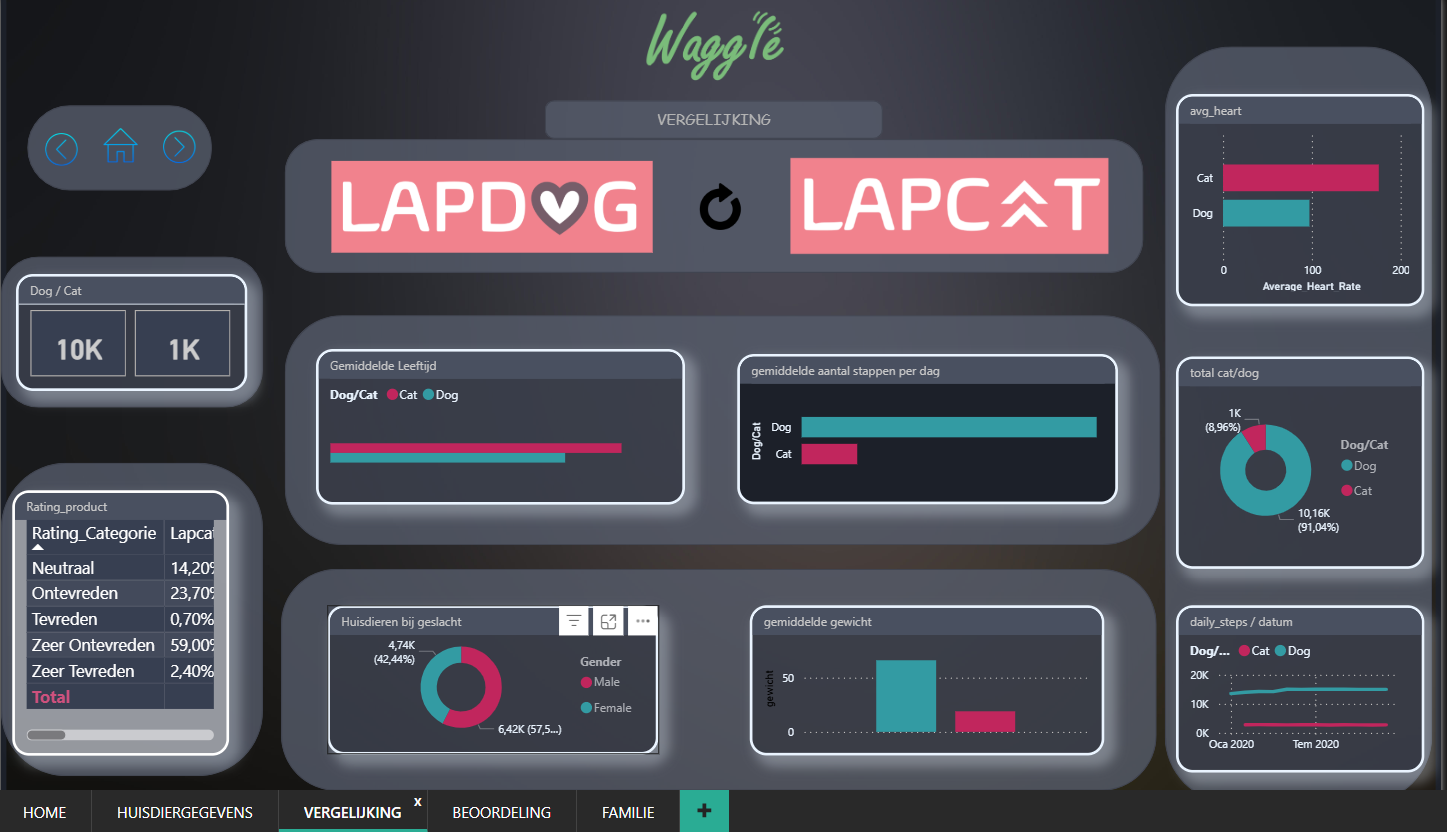 Waggle
VERGELIJKING
LAPDOG
LAPCAT
Dog / Cat
10K
1K
Rating_product
Rating_Categorie Lapcat
Neutraal 14,20%
Ontevreden 23,70%
Tevreden 0,70%
Zeer Ontevreden 59,00%
Zeer Tevreden 2,40%
Total
Gemiddelde Leeftijd
Dog/Cat Cat Dog
gemiddelde aantal stappen per dag
Dog/Cat
Dog
Cat
Huisdieren bij geslacht
4,74K
(42,44%)
6,42K (57,5...)
Gender
Male
Female
gemiddelde gewicht
gewicht
50
0
avg_heart
Cat
Dog
0 100 200
Average Heart Rate
total cat/dog
1K
(8,96%)
10,16K
(91,04%)
Dog/Cat
Dog
Cat
daily_steps / datum
Dog/... Cat Dog
20K
10K
0K
Oca 2020 Tem 2020
HOME HUISDIERGEGEVENS VERGELIJKING x BEOORDELING FAMILIE +